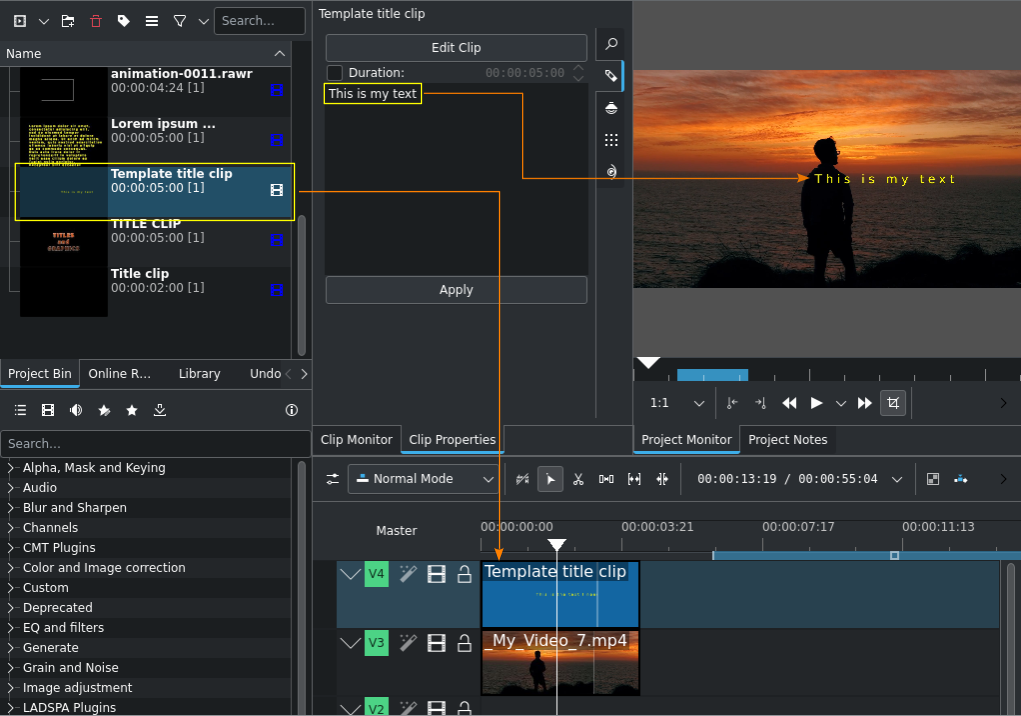 Search...
Name
animation-0011.rawr
00:00:04:24 [1]
Lorem ipsum ...
00:00:05:00 [1]
Template title clip
00:00:05:00 [1]
TITLE CLIP
00:00:05:00 [1]
TITLES
and
GRAPHICS
Title clip
00:00:02:00 [1]
Project Bin
Online R...
Library
Undo
Search...
Alpha, Mask and Keying
Audio
Blur and Sharpen
Channels
CMT Plugins
Color and Image correction
Custom
Deprecated
EQ and filters
Generate
Grain and Noise
Image adjustment
LADSPA Plugins
Template title clip
Edit Clip
Duration:
00:00:05:00
This is my text
Apply
Clip Monitor
Clip Properties
This is my text
1:1
Project Monitor
Project Notes
Normal Mode
00:00:13:19 / 00:00:55:04
Master
00:00:00:00
00:00:03:21
00:00:07:17
00:00:11:13
V4
Template title clip
V3
_My_Video_7.mp4
V2